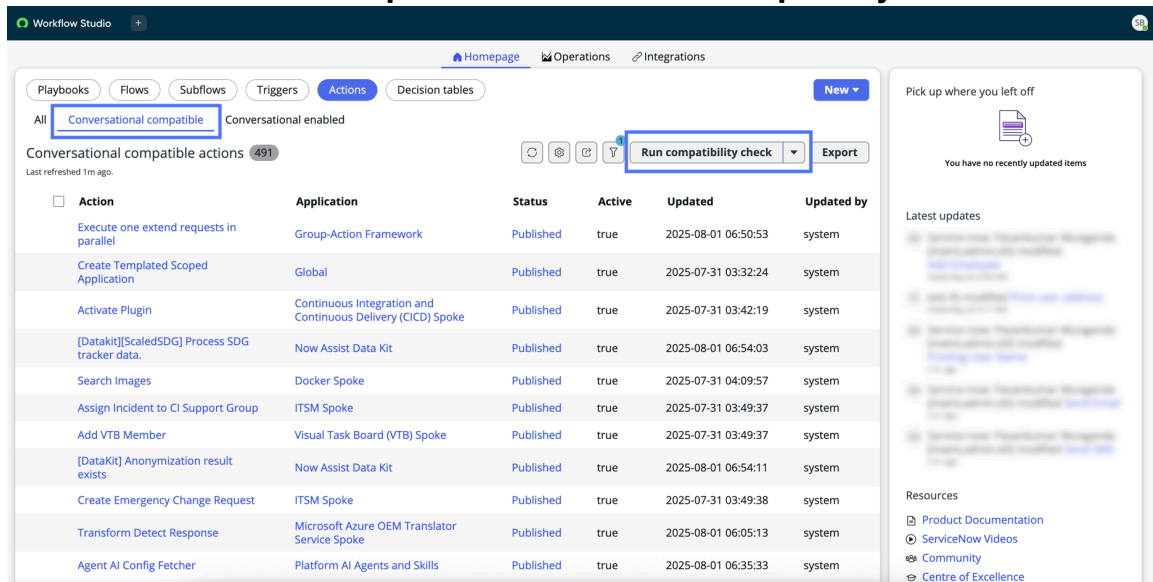 Workflow Studio +
SB
Homepage Operations Integrations
Playbooks Flows Subflows Triggers Actions Decision tables New
All Conversational compatible Conversational enabled
Conversational compatible actions 491
1
Run compatibility check Export
Last refreshed 1m ago.
Action Application Status Active Updated Updated by
Execute one extend requests in
parallel
Group-Action Framework Published true 2025-08-01 06:50:53 system
Create Templated Scoped
Application
Global Published true 2025-07-31 03:32:24 system
Activate Plugin
Continuous Integration and
Continuous Delivery (CICD) Spoke
Published true 2025-07-31 03:42:19 system
[Datakit][ScaledSDG] Process SDG
tracker data.
Now Assist Data Kit Published true 2025-08-01 06:54:03 system
Search Images Docker Spoke Published true 2025-07-31 04:09:57 system
Assign Incident to CI Support Group ITSM Spoke Published true 2025-07-31 03:49:37 system
Add VTB Member Visual Task Board (VTB) Spoke Published true 2025-07-31 03:49:37 system
[DataKit] Anonymization result
exists
Now Assist Data Kit Published true 2025-08-01 06:54:11 system
Create Emergency Change Request ITSM Spoke Published true 2025-07-31 03:49:38 system
Transform Detect Response
Microsoft Azure OEM Translator
Service Spoke
Published true 2025-08-01 06:05:13 system
Agent AI Config Fetcher Platform AI Agents and Skills Published true 2025-08-01 06:35:33 system
Pick up where you left off
You have no recently updated items
Latest updates
Resources
Product Documentation
ServiceNow Videos
Community
Centre of Excellence